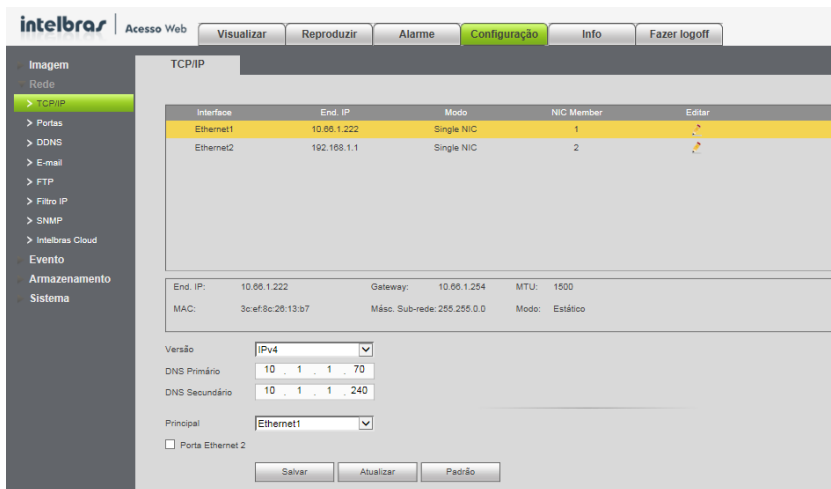 intelbras Acesso Web Visualizar Reproduzir Alarme Configuração Info Fazer logoff
Imagem
Rede
> TCP/IP
> Portas
> DDNS
> E-mail
> FTP
> Filtro IP
> SNMP
> Intelbras Cloud
Evento
Armazenamento
Sistema
TCP/IP
Interface End. IP Modo NIC Member Editar
Ethernet1 10.66.1.222 Single NIC 1
Ethernet2 192.168.1.1 Single NIC 2
End. IP: 10.66.1.222 Gateway: 10.66.1.254 MTU: 1500
MAC: 3c:ef:8c:26:13:b7 Másc. Sub-rede: 255.255.0.0 Modo: Estático
Versão IPv4
DNS Primário 10 . 1 . 1 . 70
DNS Secundário 10 . 1 . 1 . 240
Principal Ethernet1
Porta Ethernet 2
Salvar Atualizar Padrão